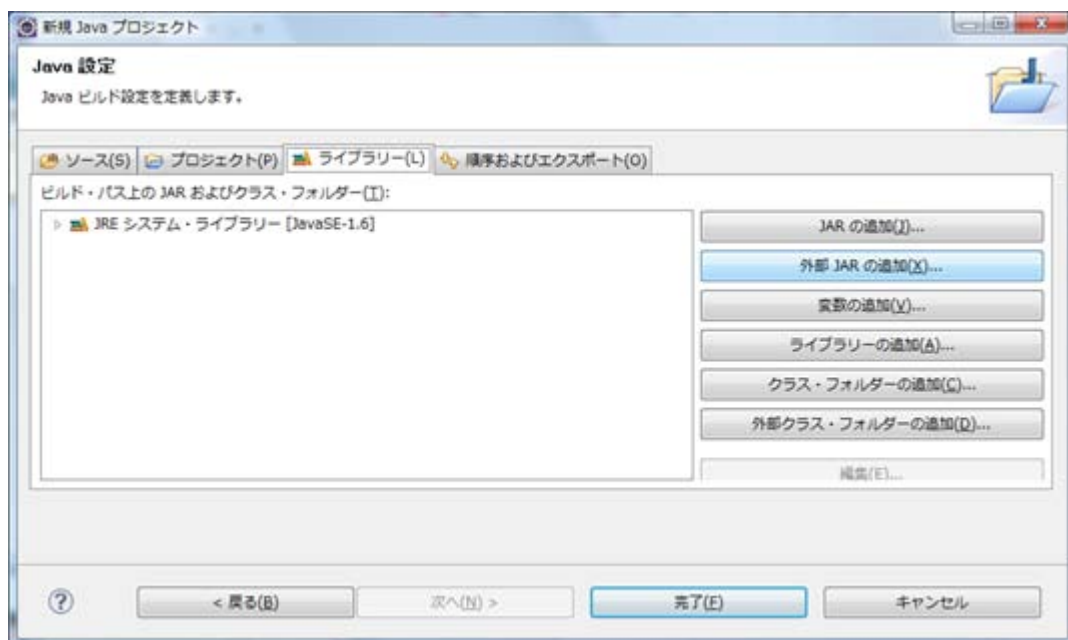 新規 Java プロジェクト
Java 設定
Java ビルド設定を定義します。
ソース(S) プロジェクト(P) ライブラリー(L) 順序およびエクスポート(O)
ビルド・パス上の JAR およびクラス・フォルダー(T):
JRE システム・ライブラリー [JavaSE-1.6]
JAR の追加(J)...
外部 JAR の追加(X)...
変数の追加(V)...
ライブラリーの追加(A)...
クラス・フォルダーの追加(C)...
外部クラス・フォルダーの追加(D)...
編集(E)...
< 戻る(B) 次へ(N) > 完了(F) キャンセル